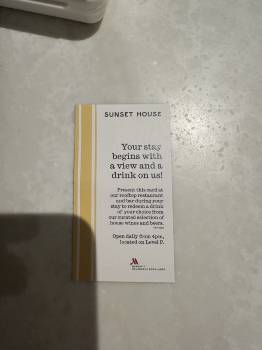 SUNSET HOUSE
Your stay
begins with
a view and a
drink on us!
Present this card at
our rooftop restaurant
and bar during your
stay to redeem a drink
of your choice from
our curated selection of
house wines and beers.
Open daily from 4pm,
located on Level P.
MARRIOTT